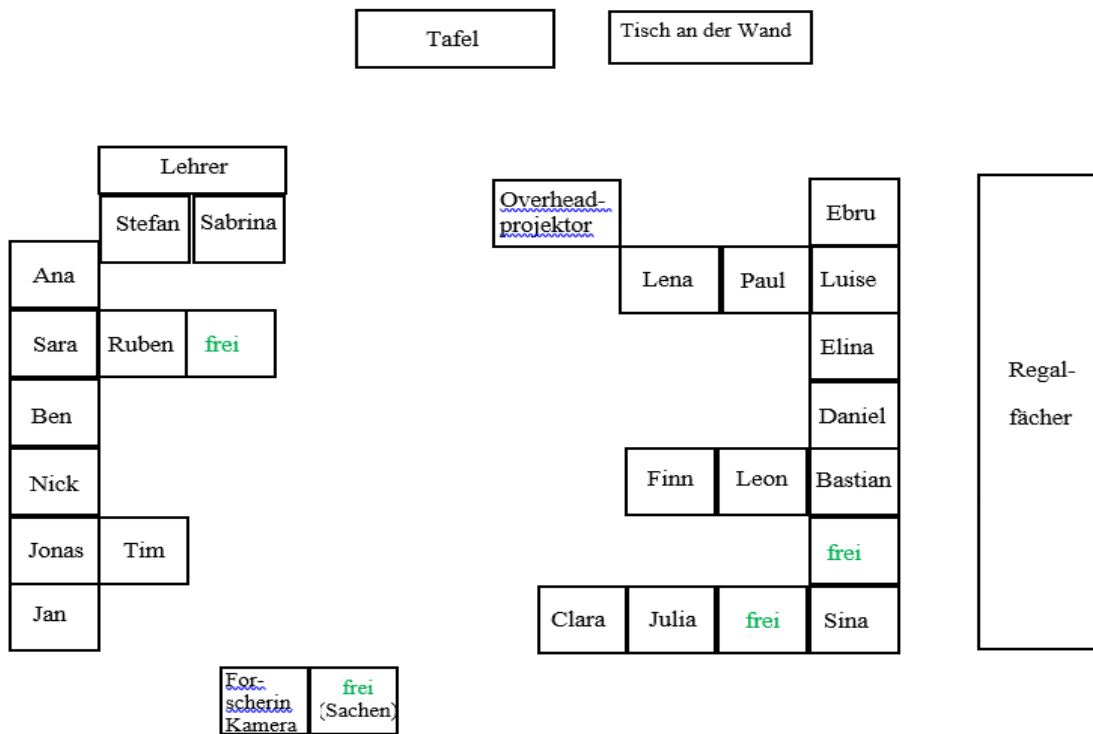 Tafel
Tisch an der Wand
Lehrer
Stefan
Sabrina
Overhead-
projektor
Ebru
Ana
Lena
Paul
Luise
Sara
Ruben
frei
Elina
Regal-
fächer
Ben
Daniel
Nick
Finn
Leon
Bastian
Jonas
Tim
frei
Jan
Clara
Julia
frei
Sina
For-
scherin
Kamera
frei
(Sachen)